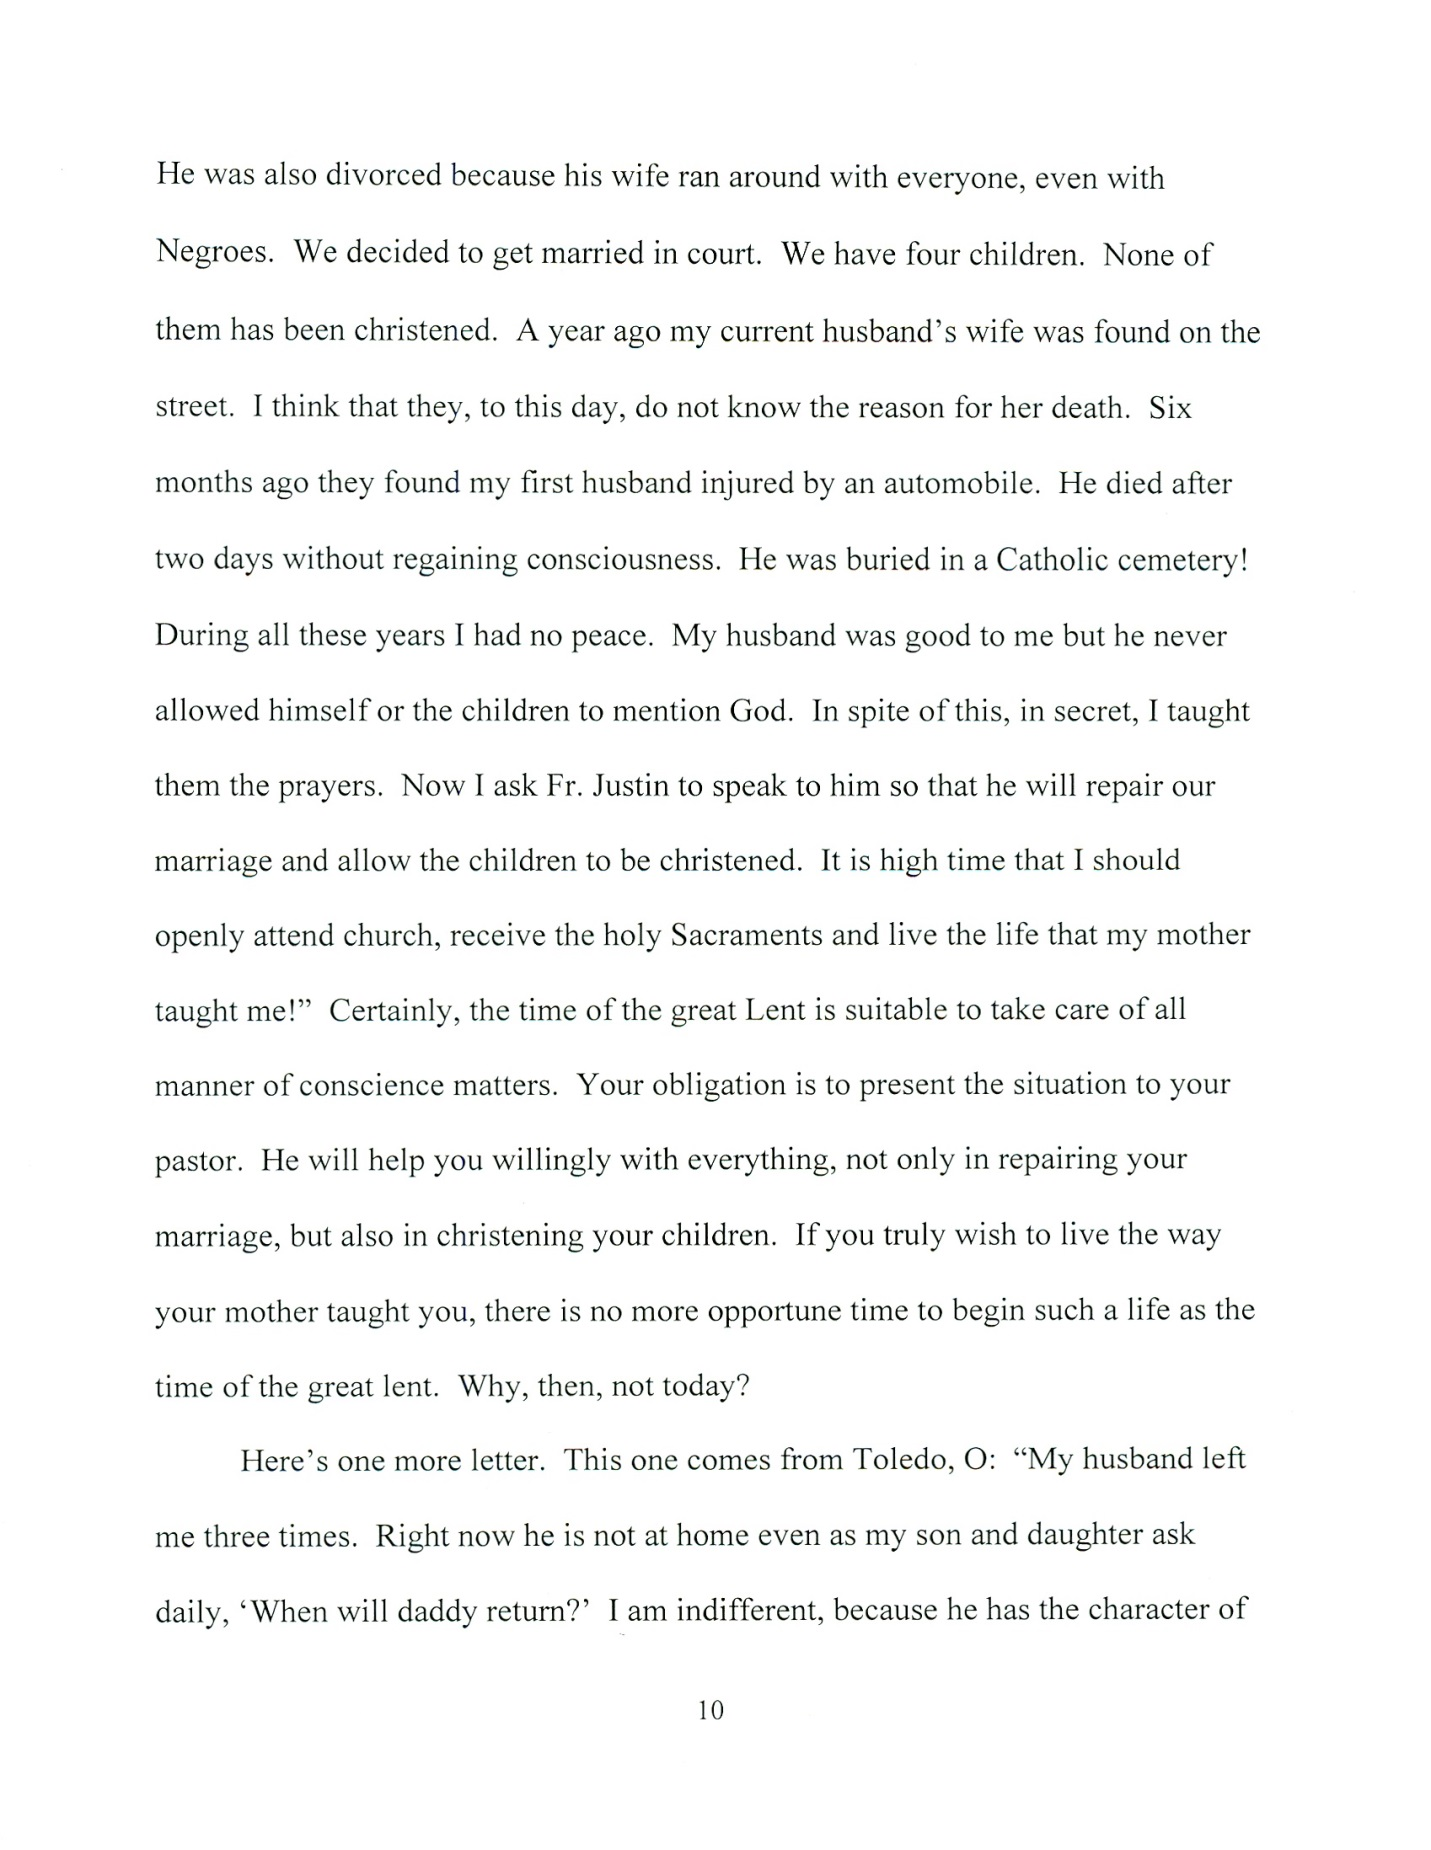 He was also divorced because his wife ran around with everyone, even with
Negroes.  We decided to get married in court.  We have four children.  None of
them has been christened.  A year ago my current husband’s wife was found on the
street.  I think that they, to this day, do not know the reason for her death.  Six
months ago they found my first husband injured by an automobile.  He died after
two days without regaining consciousness.  He was buried in a Catholic cemetery!
During all these years I had no peace.  My husband was good to me but he never
allowed himself or the children to mention God.  In spite of this, in secret, I taught
them the prayers.  Now I ask Fr. Justin to speak to him so that he will repair our
marriage and allow the children to be christened.  It is high time that I should
openly attend church, receive the holy Sacraments and live the life that my mother
taught me!”  Certainly, the time of the great Lent is suitable to take care of all
manner of conscience matters.  Your obligation is to present the situation to your
pastor.  He will help you willingly with everything, not only in repairing your
marriage, but also in christening your children.  If you truly wish to live the way
your mother taught you, there is no more opportune time to begin such a life as the
time of the great lent.  Why, then, not today?
Here’s one more letter.  This one comes from Toledo, O:  “My husband left
me three times.  Right now he is not at home even as my son and daughter ask
daily, ‘When will daddy return?’  I am indifferent, because he has the character of
10